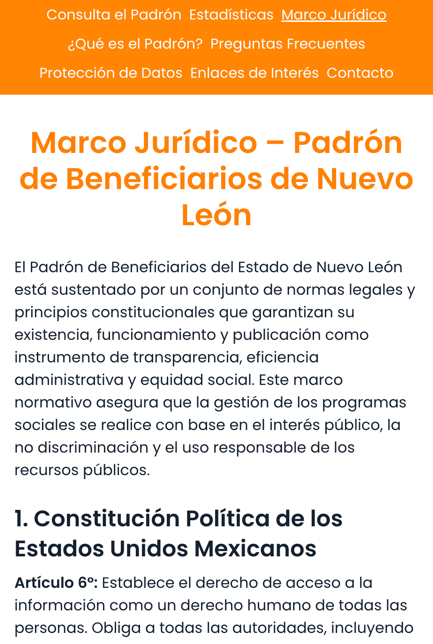 Consulta el Padrón Estadísticas Marco Jurídico
¿Qué es el Padrón? Preguntas Frecuentes
Protección de Datos Enlaces de Interés Contacto
Marco Jurídico – Padrón
de Beneficiarios de Nuevo
León
El Padrón de Beneficiarios del Estado de Nuevo León
está sustentado por un conjunto de normas legales y
principios constitucionales que garantizan su
existencia, funcionamiento y publicación como
instrumento de transparencia, eficiencia
administrativa y equidad social. Este marco
normativo asegura que la gestión de los programas
sociales se realice con base en el interés público, la
no discriminación y el uso responsable de los
recursos públicos.
1. Constitución Política de los
Estados Unidos Mexicanos
Artículo 6º: Establece el derecho de acceso a la
información como un derecho humano de todas las
personas. Obliga a todas las autoridades, incluyendo